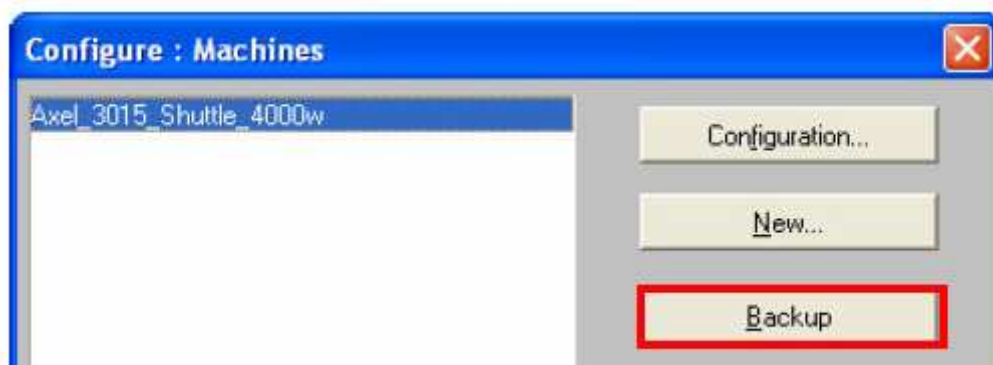 Configure : Machines
Axel_3015_Shuttle_4000w
Configuration...
New...
Backup